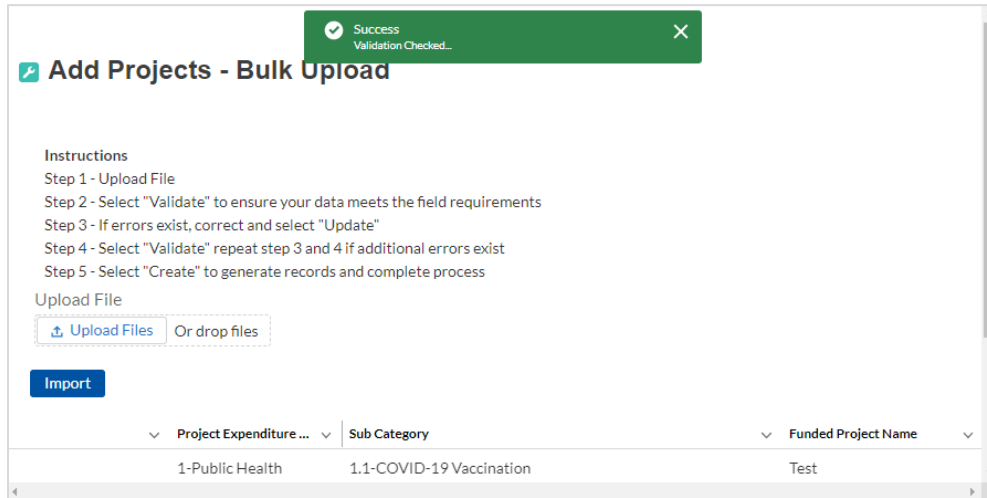 Success
Validation Checked...
Add Projects - Bulk Upload
Instructions
Step 1 - Upload File
Step 2 - Select "Validate" to ensure your data meets the field requirements
Step 3 - If errors exist, correct and select "Update"
Step 4 - Select "Validate" repeat step 3 and 4 if additional errors exist
Step 5 - Select "Create" to generate records and complete process
Upload File
Upload Files Or drop files
Import
Project Expenditure ... Sub Category Funded Project Name
1-Public Health 1.1-COVID-19 Vaccination Test